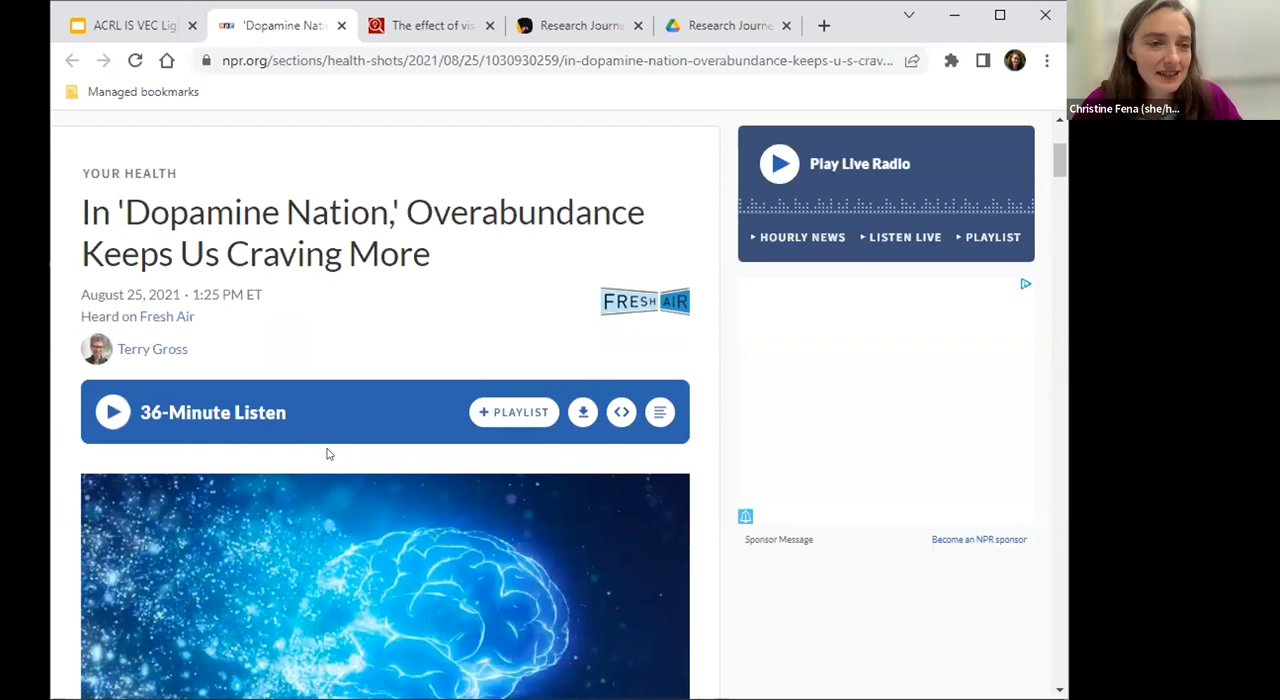 ACRL IS VEC Lig
'Dopamine Nati
The effect of vis
Research Journe
Research Journe
npr.org/sections/health-shots/2021/08/25/1030930259/in-dopamine-nation-overabundance-keeps-u-s-crav...
Managed bookmarks
Christine Fena (she/h...
YOUR HEALTH
In 'Dopamine Nation,' Overabundance
Keeps Us Craving More
August 25, 2021 · 1:25 PM ET
Heard on Fresh Air
FRESH AIR
Terry Gross
36-Minute Listen
+ PLAYLIST
Play Live Radio
HOURLY NEWS
LISTEN LIVE
PLAYLIST
Sponsor Message
Become an NPR sponsor